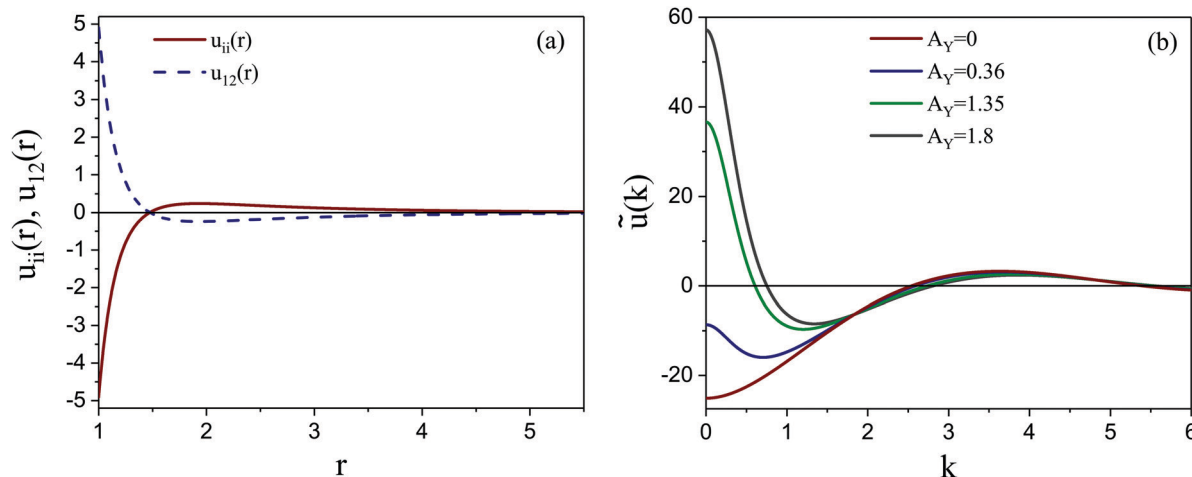 (a)
u_ii(r)
u_12(r)
5
4
3
2
1
0
-1
-2
-3
-4
-5
u_ii(r), u_12(r)
1 2 3 4 5
r
(b)
A_Y=0
A_Y=0.36
A_Y=1.35
A_Y=1.8
60
40
20
0
-20
ũ(k)
0 1 2 3 4 5 6
k